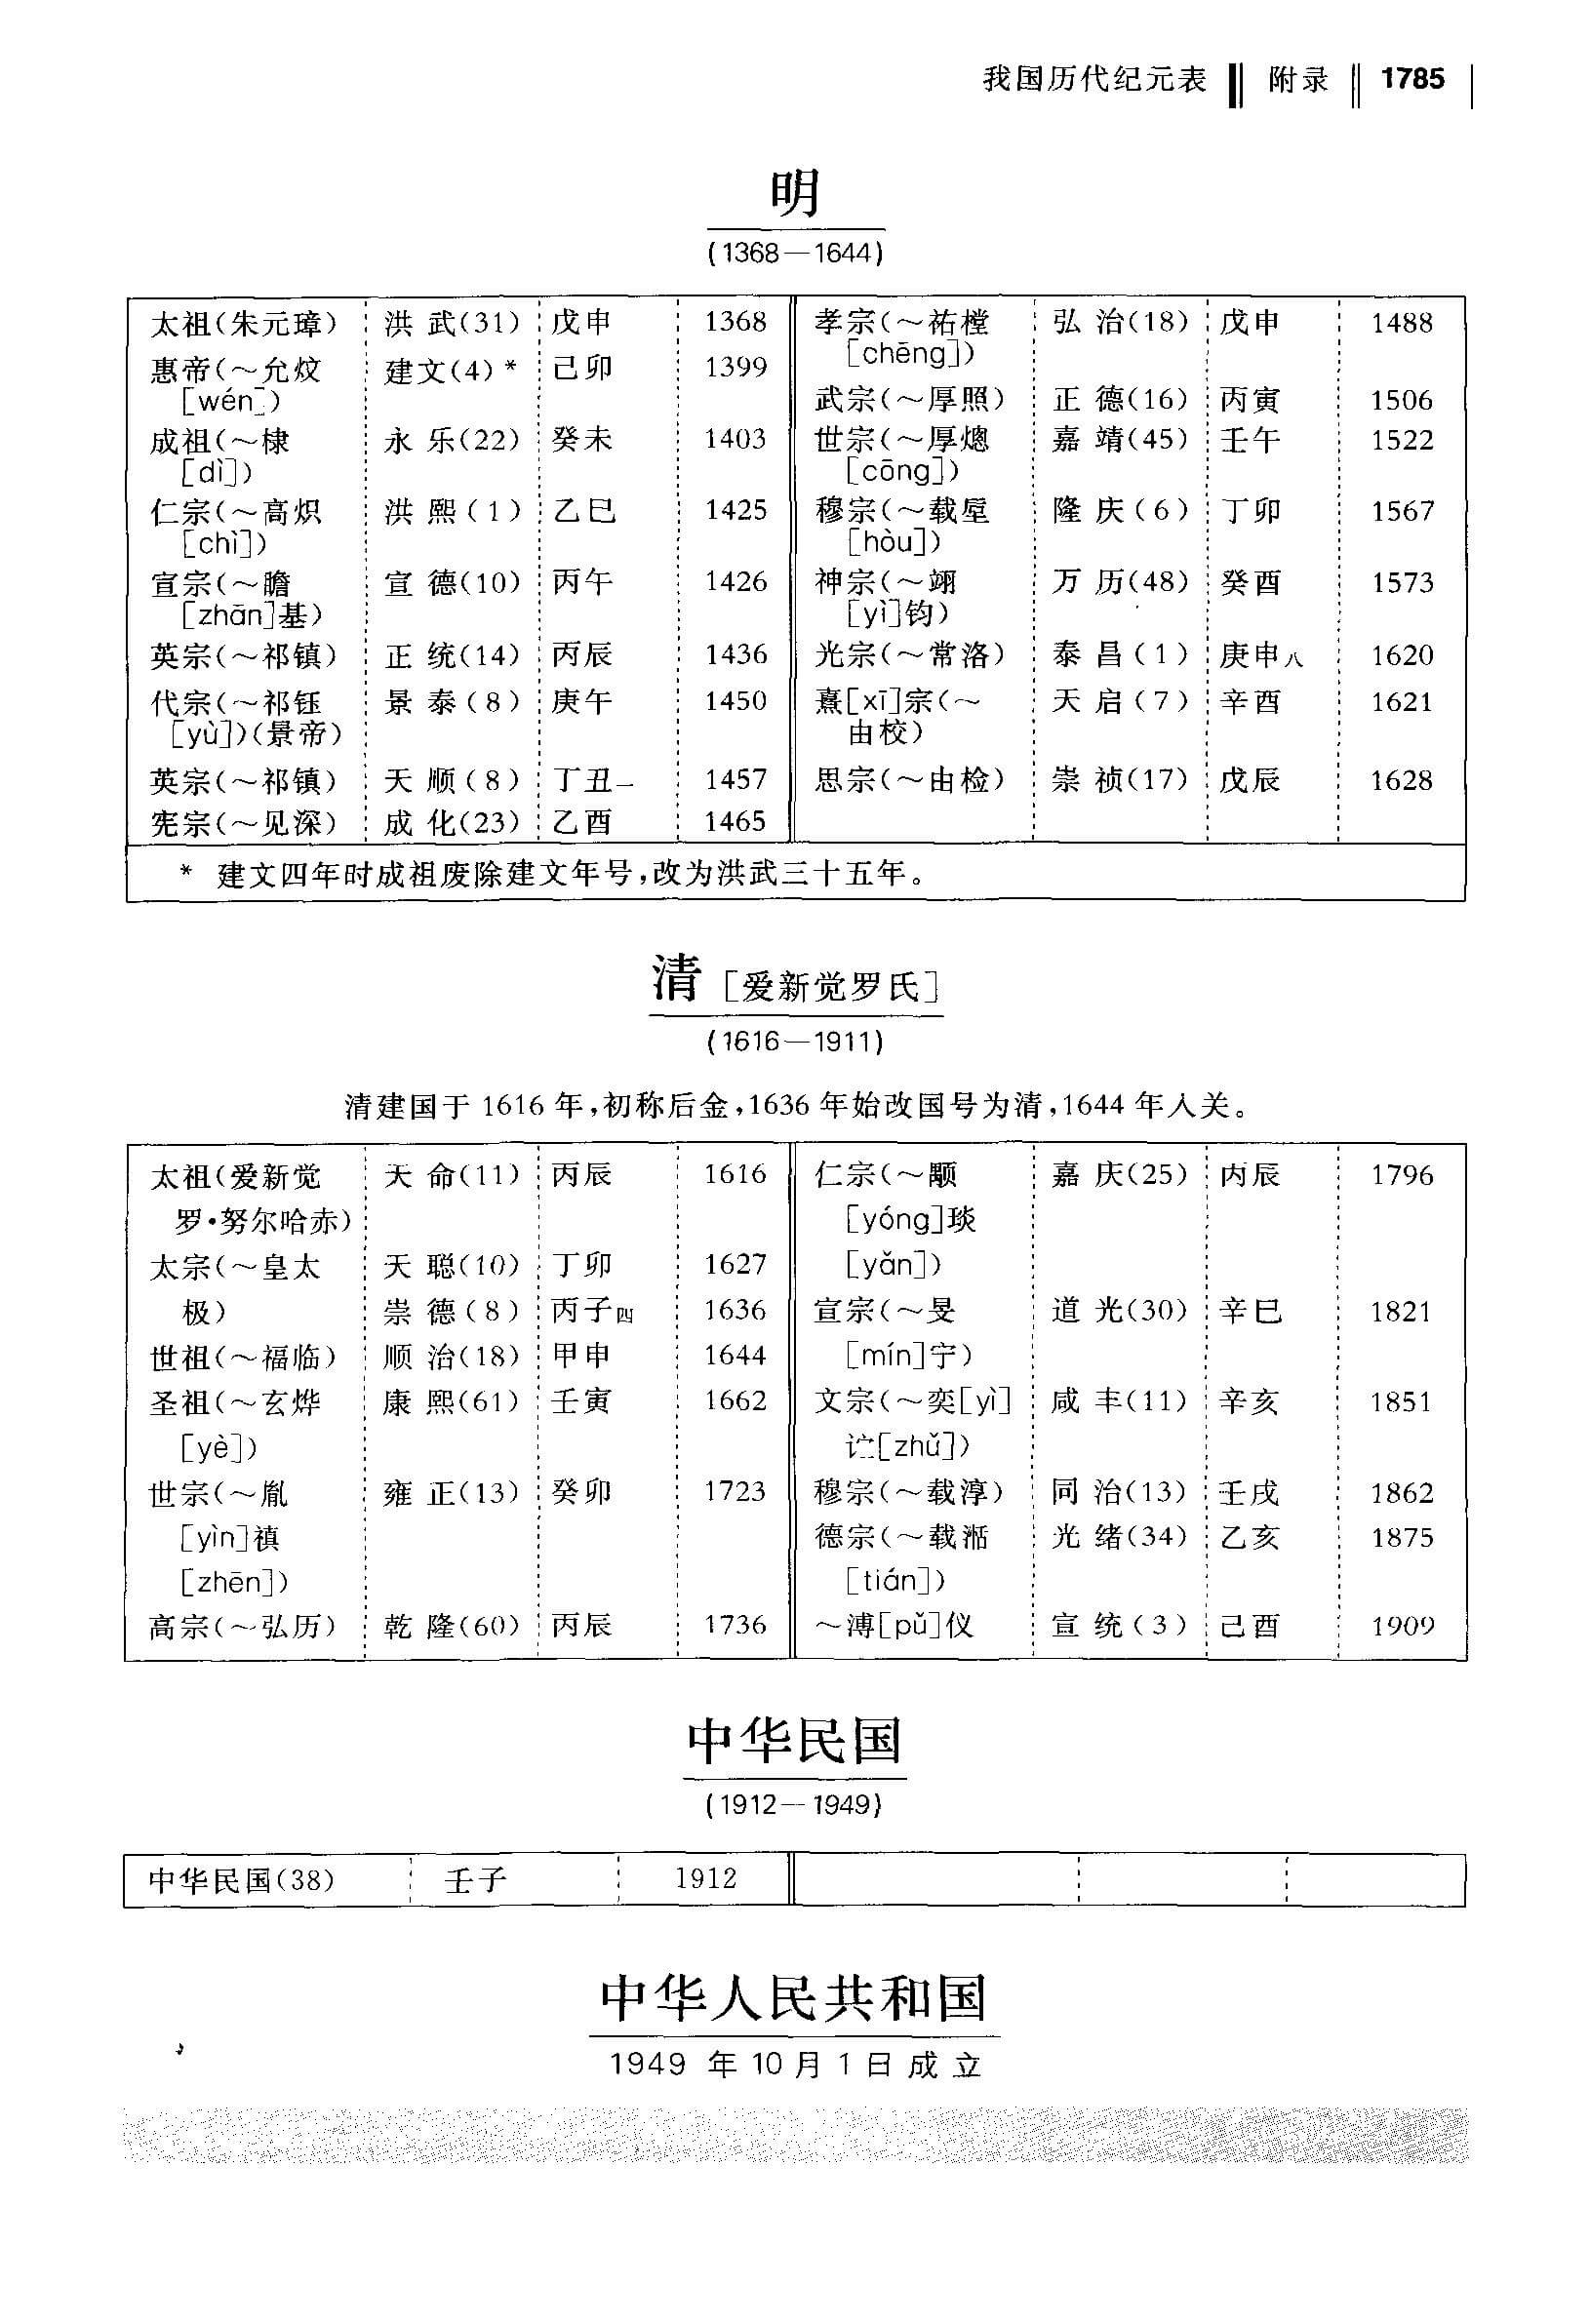 我国历代纪元表 附录 1785
明
(1368—1644)
太祖(朱元璋) 洪 武(31) 戊申 1368
惠帝(～允炆 建文(4)* 己卯 1399
[wén])
成祖(～棣 永 乐(22) 癸未 1403
[dì])
仁宗(～高炽 洪 熙(1) 乙巳 1425
[chì])
宣宗(～瞻 宣 德(10) 丙午 1426
[zhān]基)
英宗(～祁镇) 正 统(14) 丙辰 1436
代宗(～祁钰 景 泰(8) 庚午 1450
[yù])(景帝)
英宗(～祁镇) 天 顺(8) 丁丑一 1457
宪宗(～见深) 成 化(23) 乙酉 1465
孝宗(～祐樘 弘 治(18) 戊申 1488
[chēng])
武宗(～厚照) 正 德(16) 丙寅 1506
世宗(～厚熜 嘉 靖(45) 壬午 1522
[cōng])
穆宗(～载垕 隆 庆(6) 丁卯 1567
[hòu])
神宗(～翊 万 历(48) 癸酉 1573
[yì]钧)
光宗(～常洛) 泰 昌(1) 庚申八 1620
熹[xī]宗(～ 天 启(7) 辛酉 1621
由校)
思宗(～由检) 崇 祯(17) 戊辰 1628
* 建文四年时成祖废除建文年号,改为洪武三十五年。
清 [爱新觉罗氏]
(1616—1911)
清建国于 1616 年,初称后金,1636 年始改国号为清,1644 年入关。
太祖(爱新觉 天 命(11) 丙辰 1616
罗·努尔哈赤)
太宗(～皇太 天 聪(10) 丁卯 1627
极) 崇 德(8) 丙子四 1636
世祖(～福临) 顺 治(18) 甲申 1644
圣祖(～玄烨 康 熙(61) 壬寅 1662
[yè])
世宗(～胤 雍 正(13) 癸卯 1723
[yìn]禛
[zhēn])
高宗(～弘历) 乾 隆(60) 丙辰 1736
仁宗(～颙 嘉 庆(25) 丙辰 1796
[yóng]琰
[yǎn])
宣宗(～旻 道 光(30) 辛巳 1821
[mín]宁)
文宗(～奕[yì] 咸 丰(11) 辛亥 1851
詝[zhǔ])
穆宗(～载淳) 同 治(13) 壬戌 1862
德宗(～载湉 光 绪(34) 乙亥 1875
[tián])
～溥[pǔ]仪 宣 统(3) 己酉 1909
中华民国
(1912—1949)
中华民国(38) 壬子 1912
中华人民共和国
1949 年 10 月 1 日 成 立